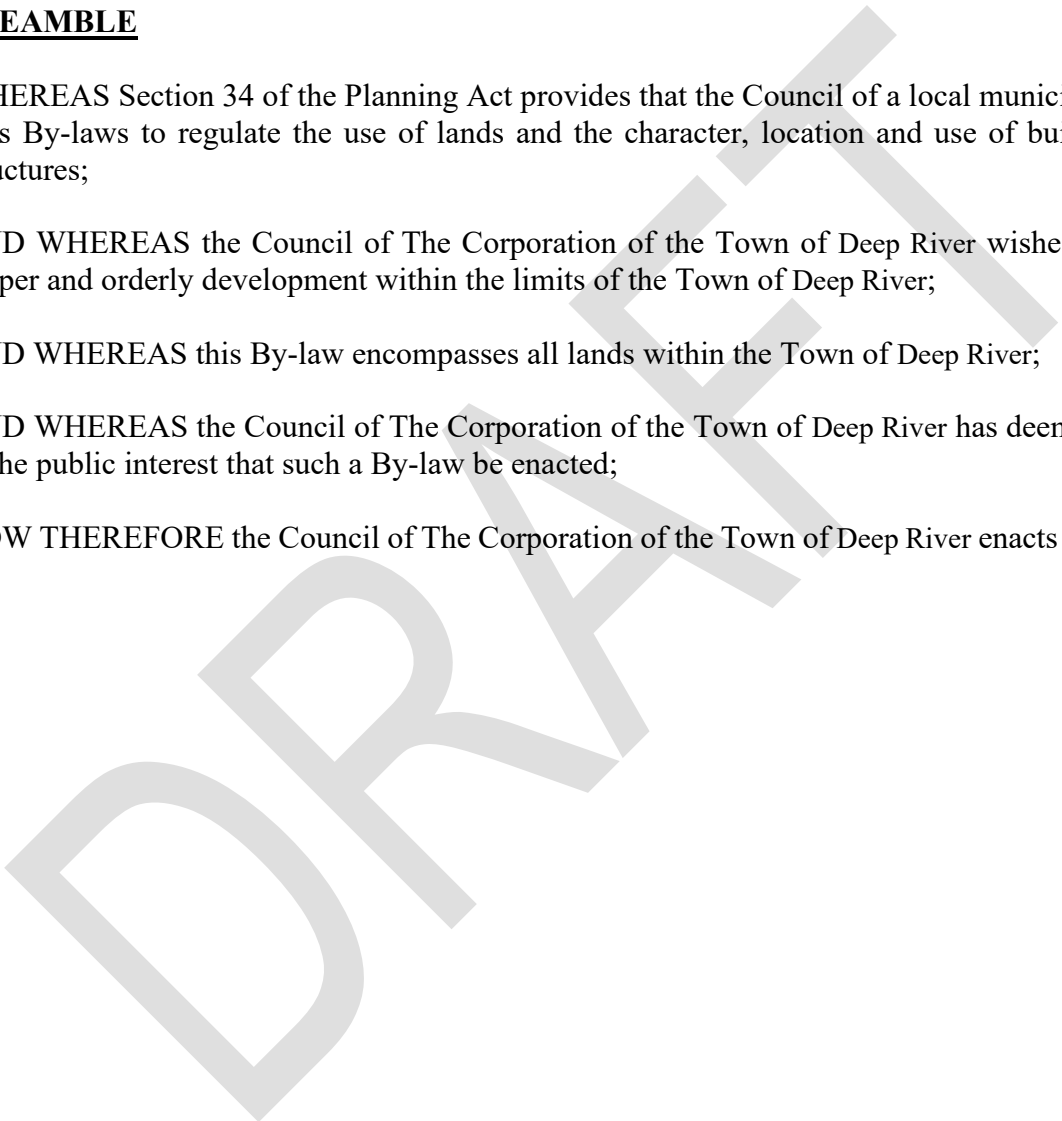 EAMBLE
HEREAS Section 34 of the Planning Act provides that the Council of a local munici
s By-laws to regulate the use of lands and the character, location and use of bui
uctures;
D WHEREAS the Council of The Corporation of the Town of Deep River wishe
per and orderly development within the limits of the Town of Deep River;
D WHEREAS this By-law encompasses all lands within the Town of Deep River;
D WHEREAS the Council of The Corporation of the Town of Deep River has deen
he public interest that such a By-law be enacted;
OW THEREFORE the Council of The Corporation of the Town of Deep River enacts
DRAFT